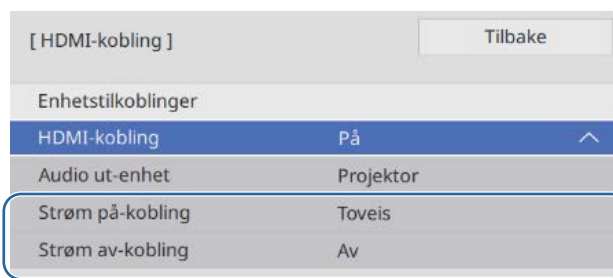 [ HDMI-kobling ] Tilbake
Enhetstilkoblinger
HDMI-kobling På
Audio ut-enhet Projektor
Strøm på-kobling Toveis
Strøm av-kobling Av